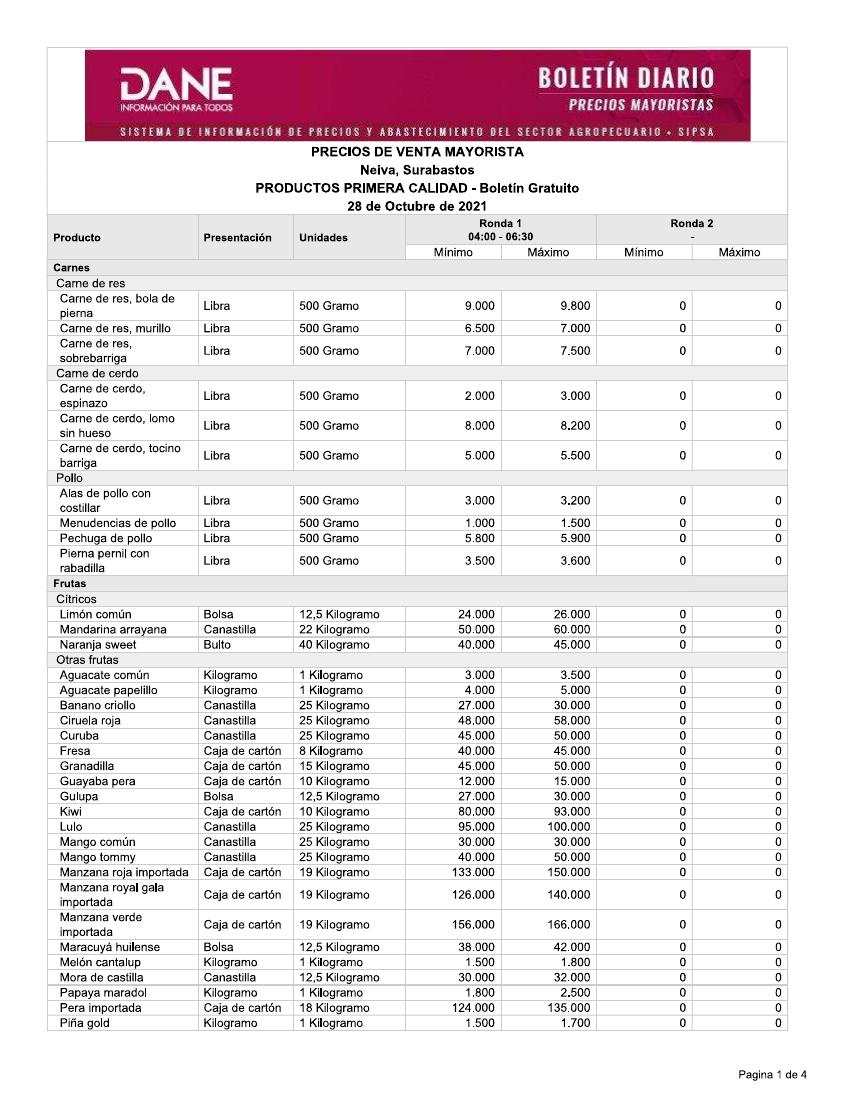 DANE
INFORMACIÓN PARA TODOS
BOLETÍN DIARIO
PRECIOS MAYORISTAS
SISTEMA DE INFORMACIÓN DE PRECIOS Y ABASTECIMIENTO DEL SECTOR AGROPECUARIO • SIPSA
PRECIOS DE VENTA MAYORISTA
Neiva, Surabastos
PRODUCTOS PRIMERA CALIDAD - Boletín Gratuito
28 de Octubre de 2021
Producto Presentación Unidades Ronda 1 Ronda 2
04:00 - 06:30 -
Mínimo Máximo Mínimo Máximo
Carnes
Carne de res
Carne de res, bola de
pierna Libra 500 Gramo 9.000 9.800 0 0
Carne de res, murillo Libra 500 Gramo 6.500 7.000 0 0
Carne de res,
sobrebarriga Libra 500 Gramo 7.000 7.500 0 0
Carne de cerdo
Carne de cerdo,
espinazo Libra 500 Gramo 2.000 3.000 0 0
Carne de cerdo, lomo
sin hueso Libra 500 Gramo 8.000 8.200 0 0
Carne de cerdo, tocino
barriga Libra 500 Gramo 5.000 5.500 0 0
Pollo
Alas de pollo con
costillar Libra 500 Gramo 3.000 3.200 0 0
Menudencias de pollo Libra 500 Gramo 1.000 1.500 0 0
Pechuga de pollo Libra 500 Gramo 5.800 5.900 0 0
Pierna pernil con
rabadilla Libra 500 Gramo 3.500 3.600 0 0
Frutas
Cítricos
Limón común Bolsa 12,5 Kilogramo 24.000 26.000 0 0
Mandarina arrayana Canastilla 22 Kilogramo 50.000 60.000 0 0
Naranja sweet Bulto 40 Kilogramo 40.000 45.000 0 0
Otras frutas
Aguacate común Kilogramo 1 Kilogramo 3.000 3.500 0 0
Aguacate papelillo Kilogramo 1 Kilogramo 4.000 5.000 0 0
Banano criollo Canastilla 25 Kilogramo 27.000 30.000 0 0
Ciruela roja Canastilla 25 Kilogramo 48.000 58.000 0 0
Curuba Canastilla 25 Kilogramo 45.000 50.000 0 0
Fresa Caja de cartón 8 Kilogramo 40.000 45.000 0 0
Granadilla Caja de cartón 15 Kilogramo 45.000 50.000 0 0
Guayaba pera Caja de cartón 10 Kilogramo 12.000 15.000 0 0
Gulupa Bolsa 12,5 Kilogramo 27.000 30.000 0 0
Kiwi Caja de cartón 10 Kilogramo 80.000 93.000 0 0
Lulo Canastilla 25 Kilogramo 95.000 100.000 0 0
Mango común Canastilla 25 Kilogramo 30.000 30.000 0 0
Mango tommy Canastilla 25 Kilogramo 40.000 50.000 0 0
Manzana roja importada Caja de cartón 19 Kilogramo 133.000 150.000 0 0
Manzana royal gala
importada Caja de cartón 19 Kilogramo 126.000 140.000 0 0
Manzana verde
importada Caja de cartón 19 Kilogramo 156.000 166.000 0 0
Maracuyá huilense Bolsa 12,5 Kilogramo 38.000 42.000 0 0
Melón cantalup Kilogramo 1 Kilogramo 1.500 1.800 0 0
Mora de castilla Canastilla 12,5 Kilogramo 30.000 32.000 0 0
Papaya maradol Kilogramo 1 Kilogramo 1.800 2.500 0 0
Pera importada Caja de cartón 18 Kilogramo 124.000 135.000 0 0
Piña gold Kilogramo 1 Kilogramo 1.500 1.700 0 0
Pagina 1 de 4